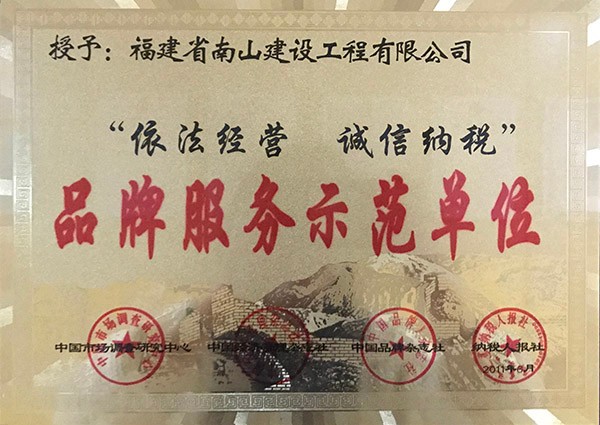 授予：福建省南山建设工程有限公司
“依法经营 诚信纳税”
品牌服务示范单位
中国市场调查研究中心 中国品牌杂志社 纳税人报社
2011年6月